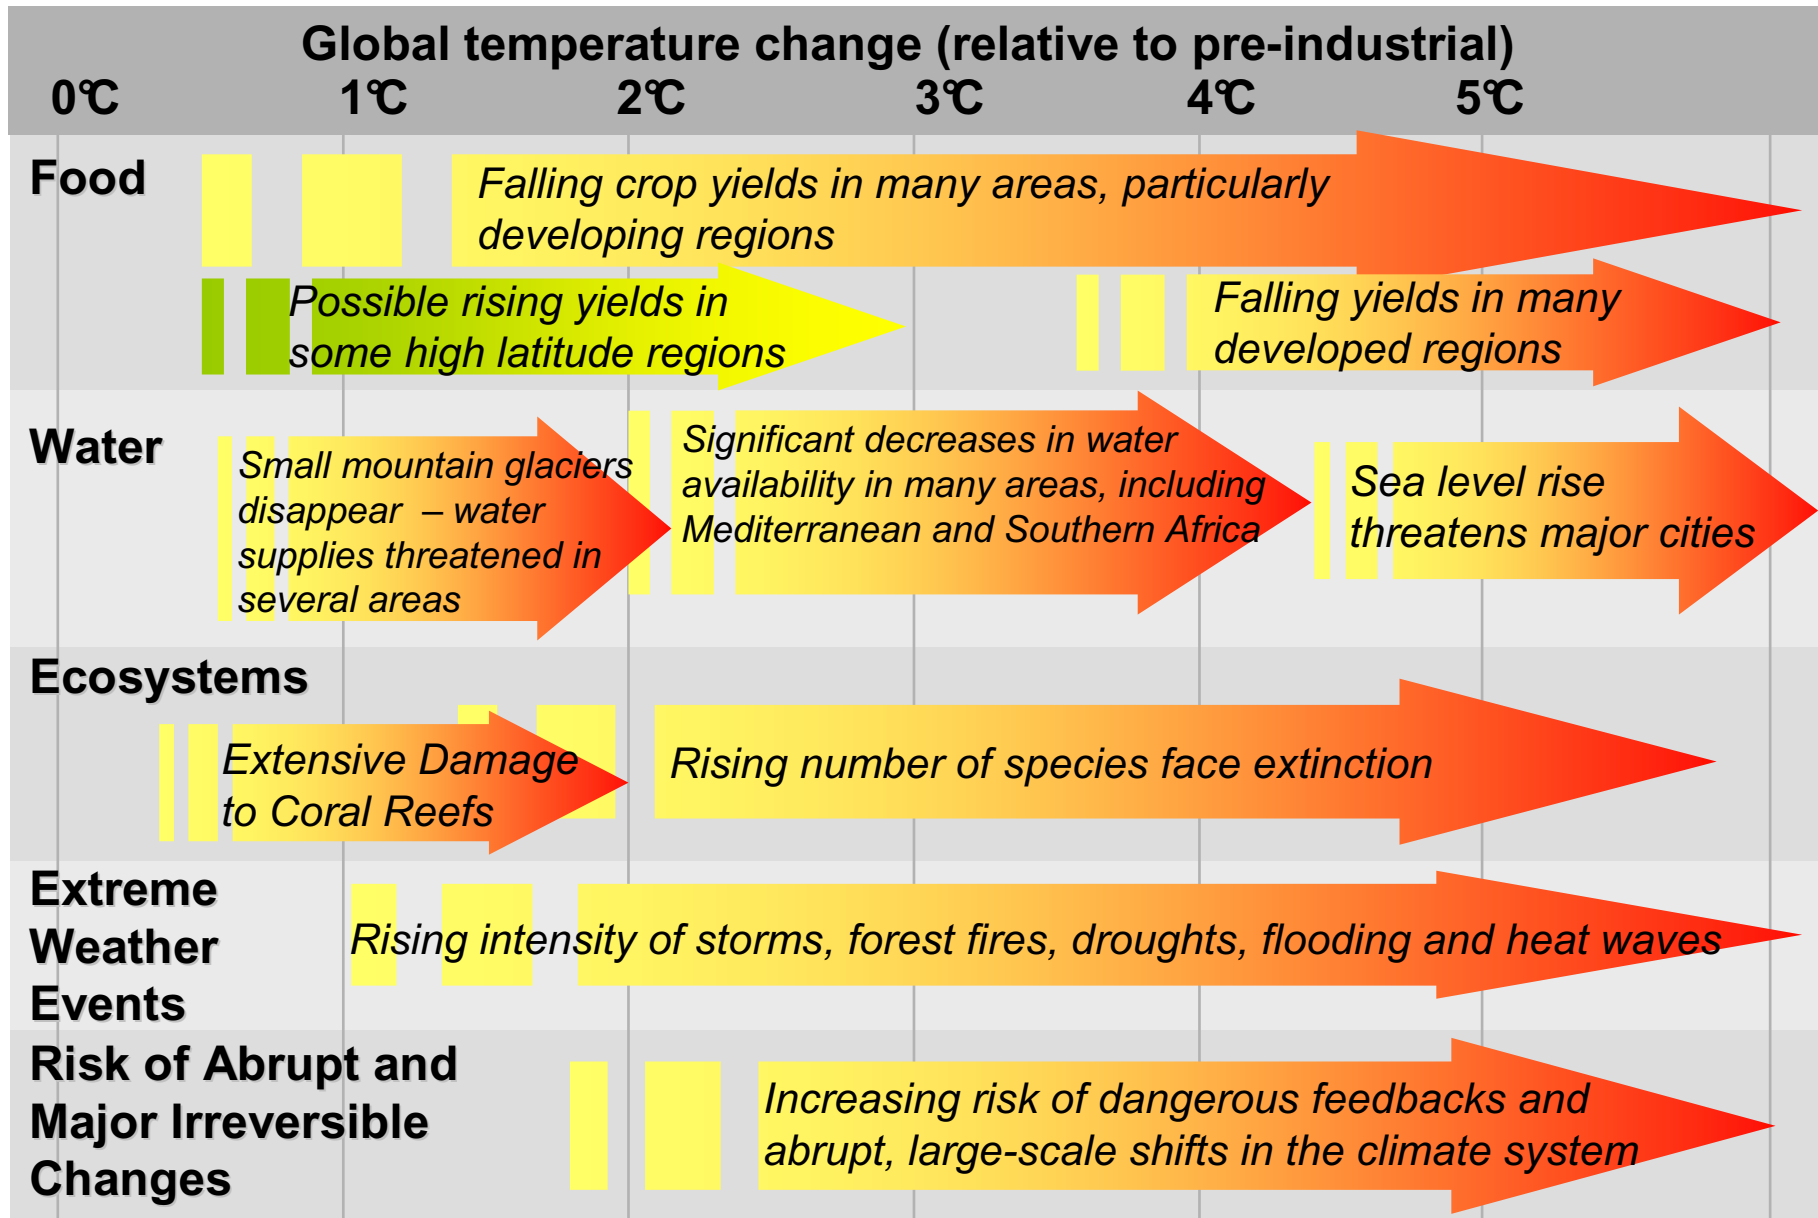 Global temperature change (relative to pre-industrial)
0°C 1°C 2°C 3°C 4°C 5°C
Food
Falling crop yields in many areas, particularly
developing regions
Possible rising yields in
some high latitude regions
Falling yields in many
developed regions
Water
Small mountain glaciers
disappear – water
supplies threatened in
several areas
Significant decreases in water
availability in many areas, including
Mediterranean and Southern Africa
Sea level rise
threatens major cities
Ecosystems
Extensive Damage
to Coral Reefs
Rising number of species face extinction
Extreme
Weather
Events
Rising intensity of storms, forest fires, droughts, flooding and heat waves
Risk of Abrupt and
Major Irreversible
Changes
Increasing risk of dangerous feedbacks and
abrupt, large-scale shifts in the climate system